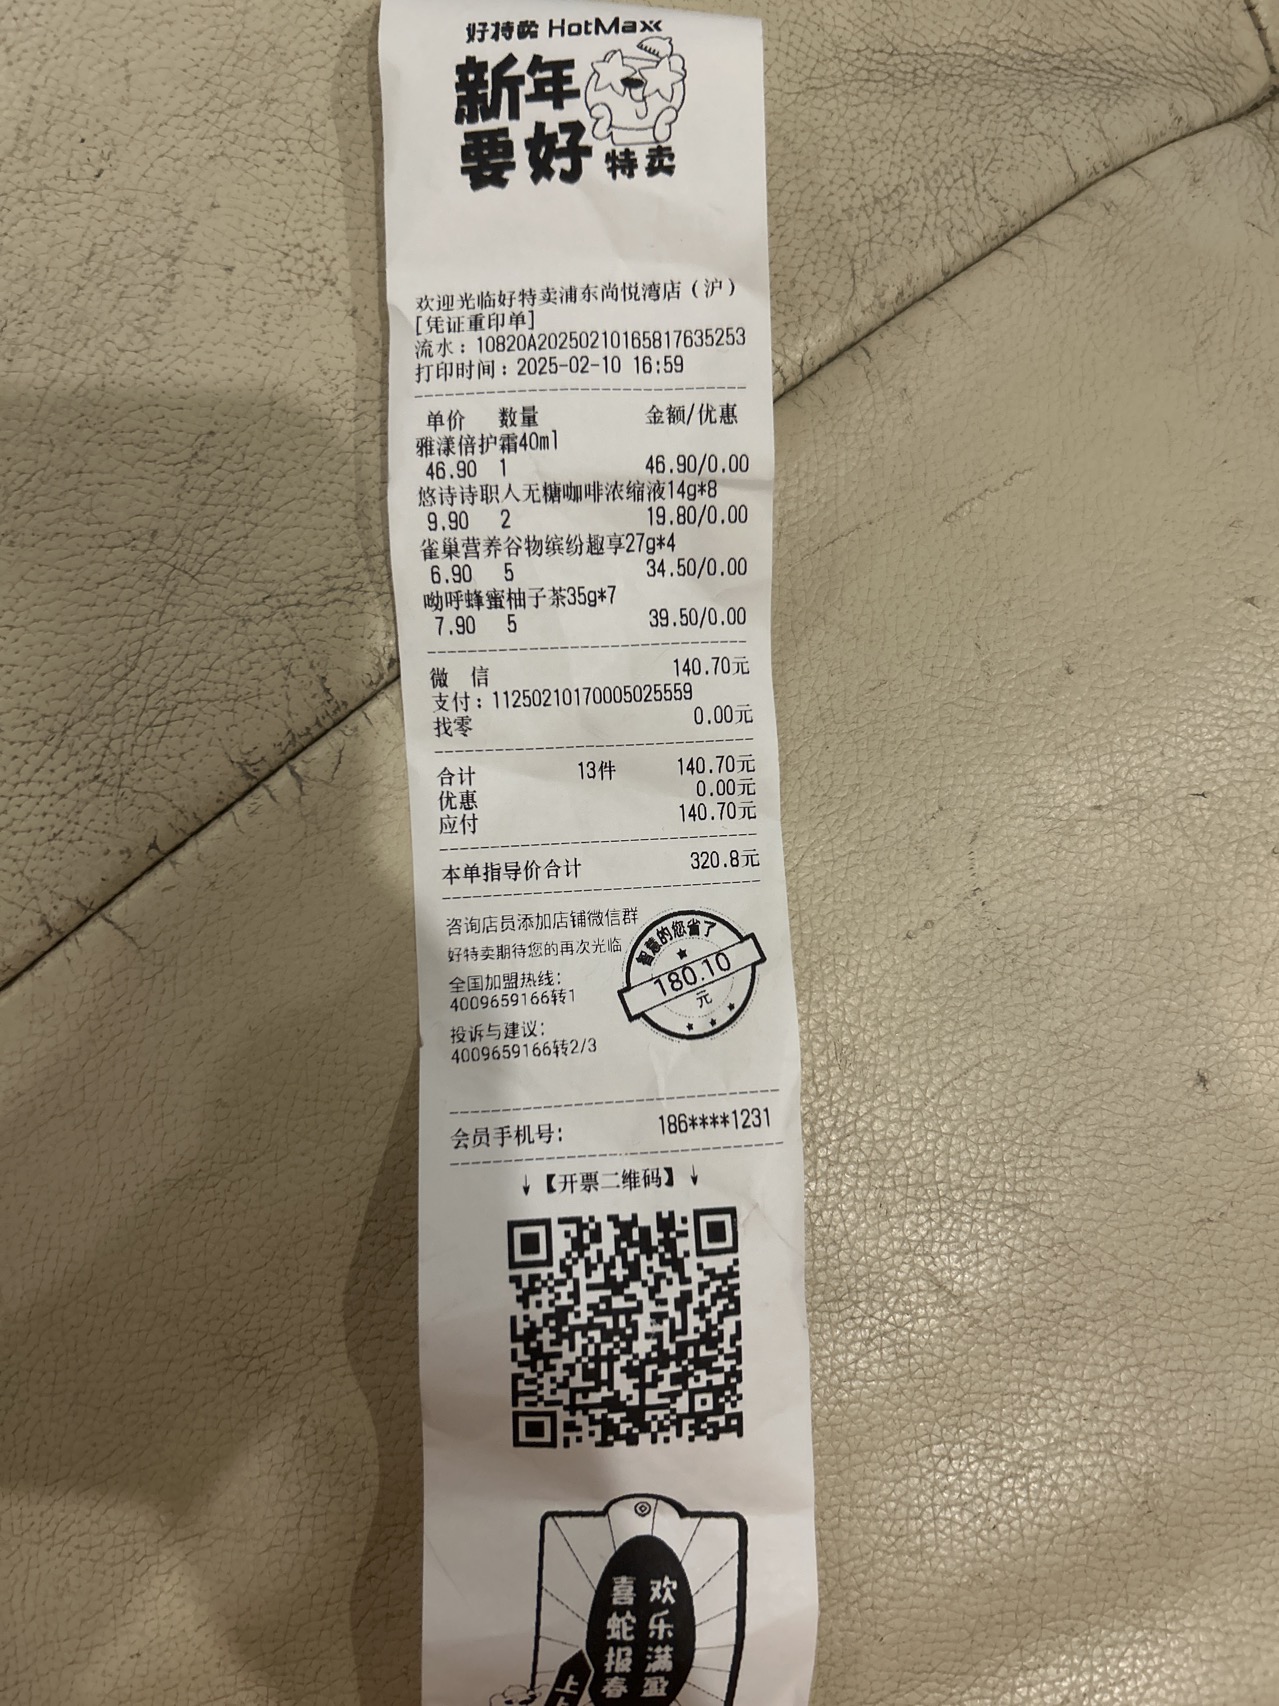 好特卖 HotMaxx
新年
要好特卖
欢迎光临好特卖浦东尚悦湾店（沪）
[凭证重印单]
流水：10820A20250210165817635253
打印时间：2025-02-10 16:59
单价 数量 金额/优惠
雅漾倍护霜40ml
46.90 1 46.90/0.00
悠诗诗职人无糖咖啡浓缩液14g*8
9.90 2 19.80/0.00
雀巢营养谷物缤纷趣享27g*4
6.90 5 34.50/0.00
呦呼蜂蜜柚子茶35g*7
7.90 5 39.50/0.00
微 信 140.70元
支付：11250210170005025559
找零 0.00元
合计 13件 140.70元
优惠 0.00元
应付 140.70元
本单指导价合计 320.8元
咨询店员添加店铺微信群
好特卖期待您的再次光临
全国加盟热线：
4009659166转1
投诉与建议：
4009659166转2/3
智慧的您省了
180.10
元
会员手机号： 186****1231
↓【开票二维码】↓
欢乐满盈
喜蛇报春
上